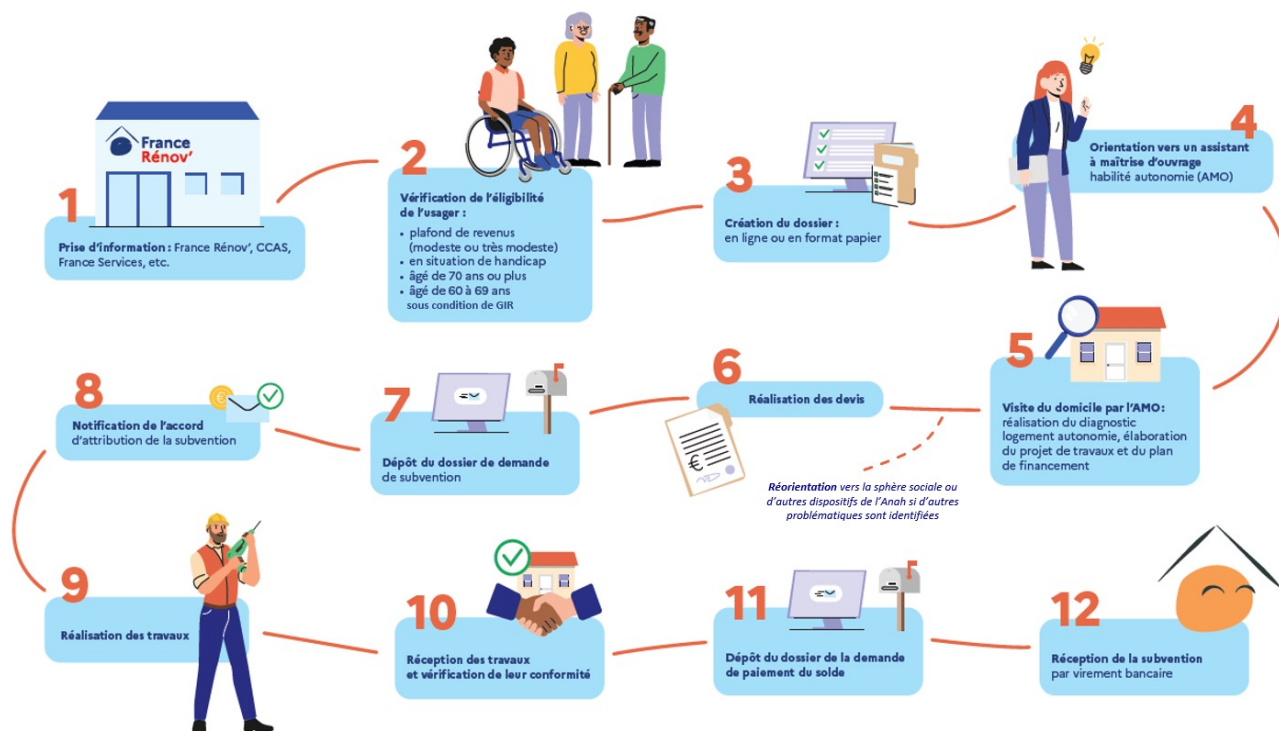 France
Rénov'
1
Prise d'information : France Rénov', CCAS,
France Services, etc.
2
Vérification de l'éligibilité
de l'usager :
• plafond de revenus
(modeste ou très modeste)
• en situation de handicap
• âgé de 70 ans ou plus
• âgé de 60 à 69 ans
sous condition de GIR
3
Création du dossier :
en ligne ou en format papier
4
Orientation vers un assistant
à maîtrise d'ouvrage
habilité autonomie (AMO)
5
Visite du domicile par l'AMO :
réalisation du diagnostic
logement autonomie, élaboration
du projet de travaux et du plan
de financement
6
Réalisation des devis
€
Réorientation vers la sphère sociale ou
d'autres dispositifs de l'Anah si d'autres
problématiques sont identifiées
7
Dépôt du dossier de demande
de subvention
8
€
Notification de l'accord
d'attribution de la subvention
9
Réalisation des travaux
10
Réception des travaux
et vérification de leur conformité
11
Dépôt du dossier de la demande
de paiement du solde
12
Réception de la subvention
par virement bancaire